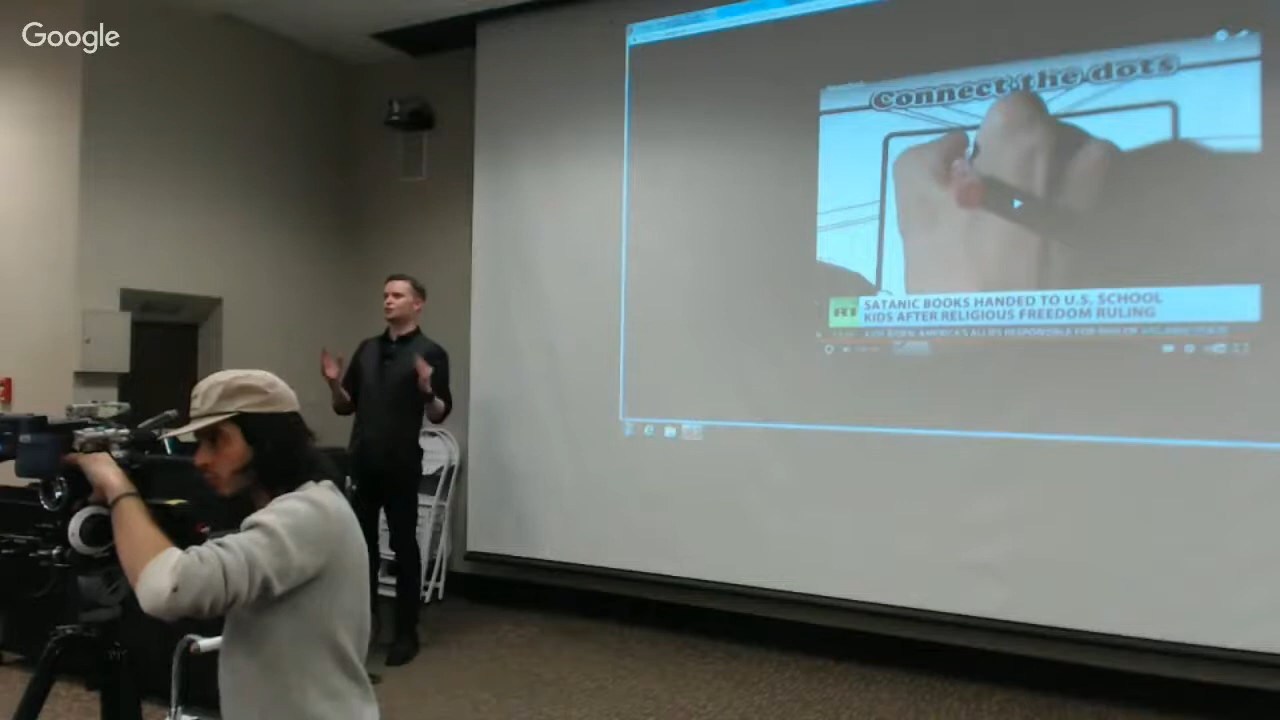 Google
Connect the dots
RT
SATANIC BOOKS HANDED TO U.S. SCHOOL
KIDS AFTER RELIGIOUS FREEDOM RULING